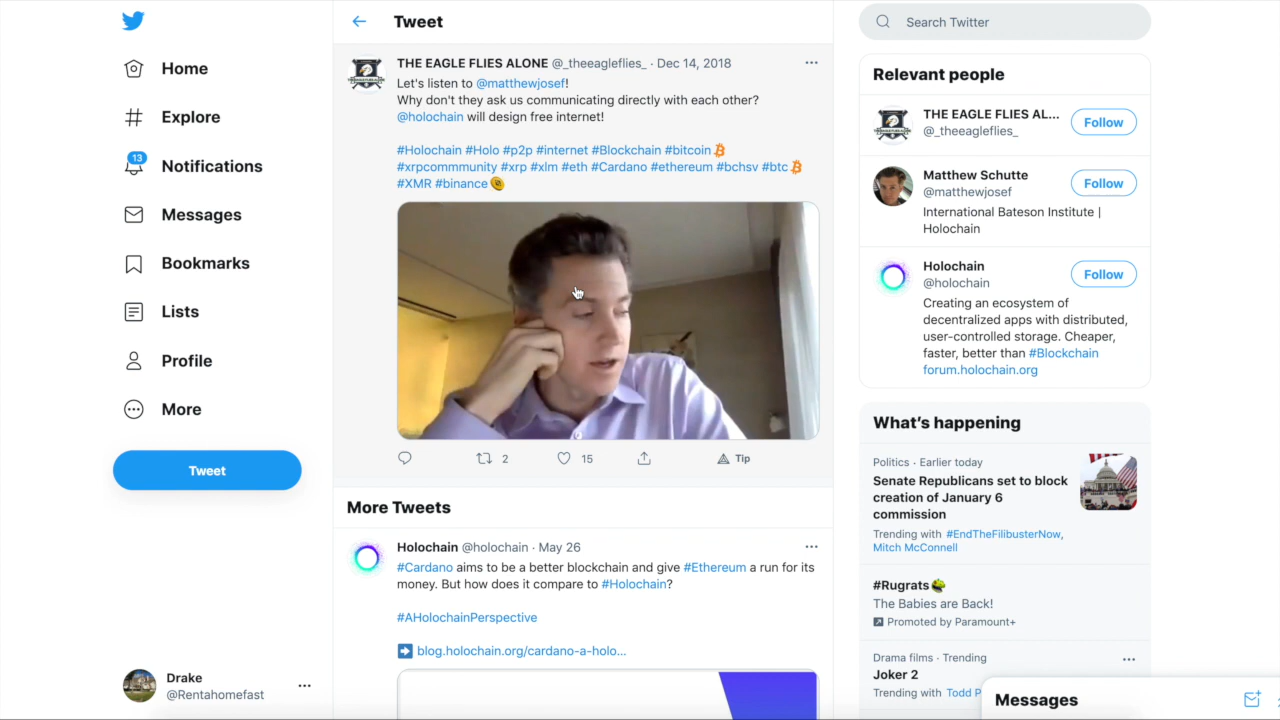 Home
Explore
13
Notifications
Messages
Bookmarks
Lists
Profile
More
Tweet
Drake
@Rentahomefast
Tweet
THE EAGLE FLIES ALONE @_theeagleflies_ · Dec 14, 2018
Let's listen to @matthewjosef!
Why don't they ask us communicating directly with each other?
@holochain will design free internet!
#Holochain #Holo #p2p #internet #Blockchain #bitcoin
#xrpcommmunity #xrp #xlm #eth #Cardano #ethereum #bchsv #btc
#XMR #binance
2
15
Tip
More Tweets
Holochain @holochain · May 26
#Cardano aims to be a better blockchain and give #Ethereum a run for its
money. But how does it compare to #Holochain?
#AHolochainPerspective
blog.holochain.org/cardano-a-holo...
Search Twitter
Relevant people
THE EAGLE FLIES AL...
@_theeagleflies_
Follow
Matthew Schutte
@matthewjosef
Follow
International Bateson Institute |
Holochain
Holochain
@holochain
Follow
Creating an ecosystem of
decentralized apps with distributed,
user-controlled storage. Cheaper,
faster, better than #Blockchain
forum.holochain.org
What's happening
Politics · Earlier today
Senate Republicans set to block
creation of January 6
commission
Trending with #EndTheFilibusterNow,
Mitch McConnell
#Rugrats
The Babies are Back!
Promoted by Paramount+
Drama films · Trending
Joker 2
Trending with Todd P
Messages